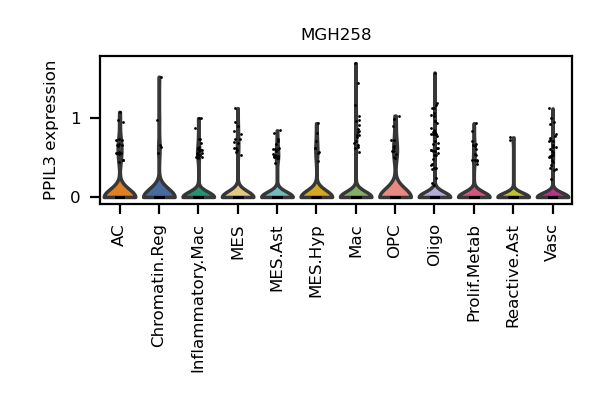 MGH258
PPIL3 expression
1
0
AC
Chromatin.Reg
Inflammatory.Mac
MES
MES.Ast
MES.Hyp
Mac
OPC
Oligo
Prolif.Metab
Reactive.Ast
Vasc